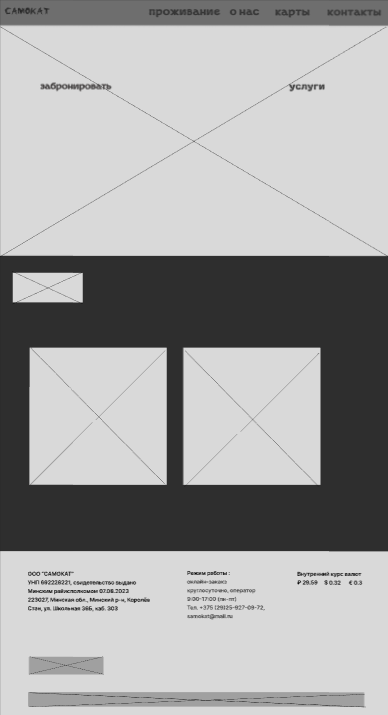 САМОКАТ
проживание о нас карты контакты
забронировать
услуги
ООО "САМОКАТ"
УНП 692228221, свидетельство выдано
Минским райисполкомом 07.08.2023
223027, Минская обл., Минский р-н, Королёв
Стан, ул. Школьная 36Б, каб. 303
Режим работы :
онлайн-заказы
круглосуточно, оператор
9:00-17:00 (пн-пт)
Тел. +375 (29)25-927-09-72,
самokat@mail.ru
Внутренний курс валют
₽ 29.59 $ 0.32 € 0.3